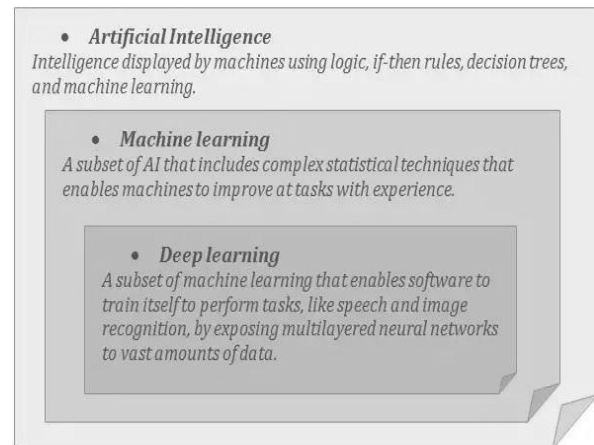 • Artificial Intelligence
Intelligence displayed by machines using logic, if-then rules, decision trees,
and machine learning.
• Machine learning
A subset of AI that includes complex statistical techniques that
enables machines to improve at tasks with experience.
• Deep learning
A subset of machine learning that enables software to
train itself to perform tasks, like speech and image
recognition, by exposing multilayered neural networks
to vast amounts of data.